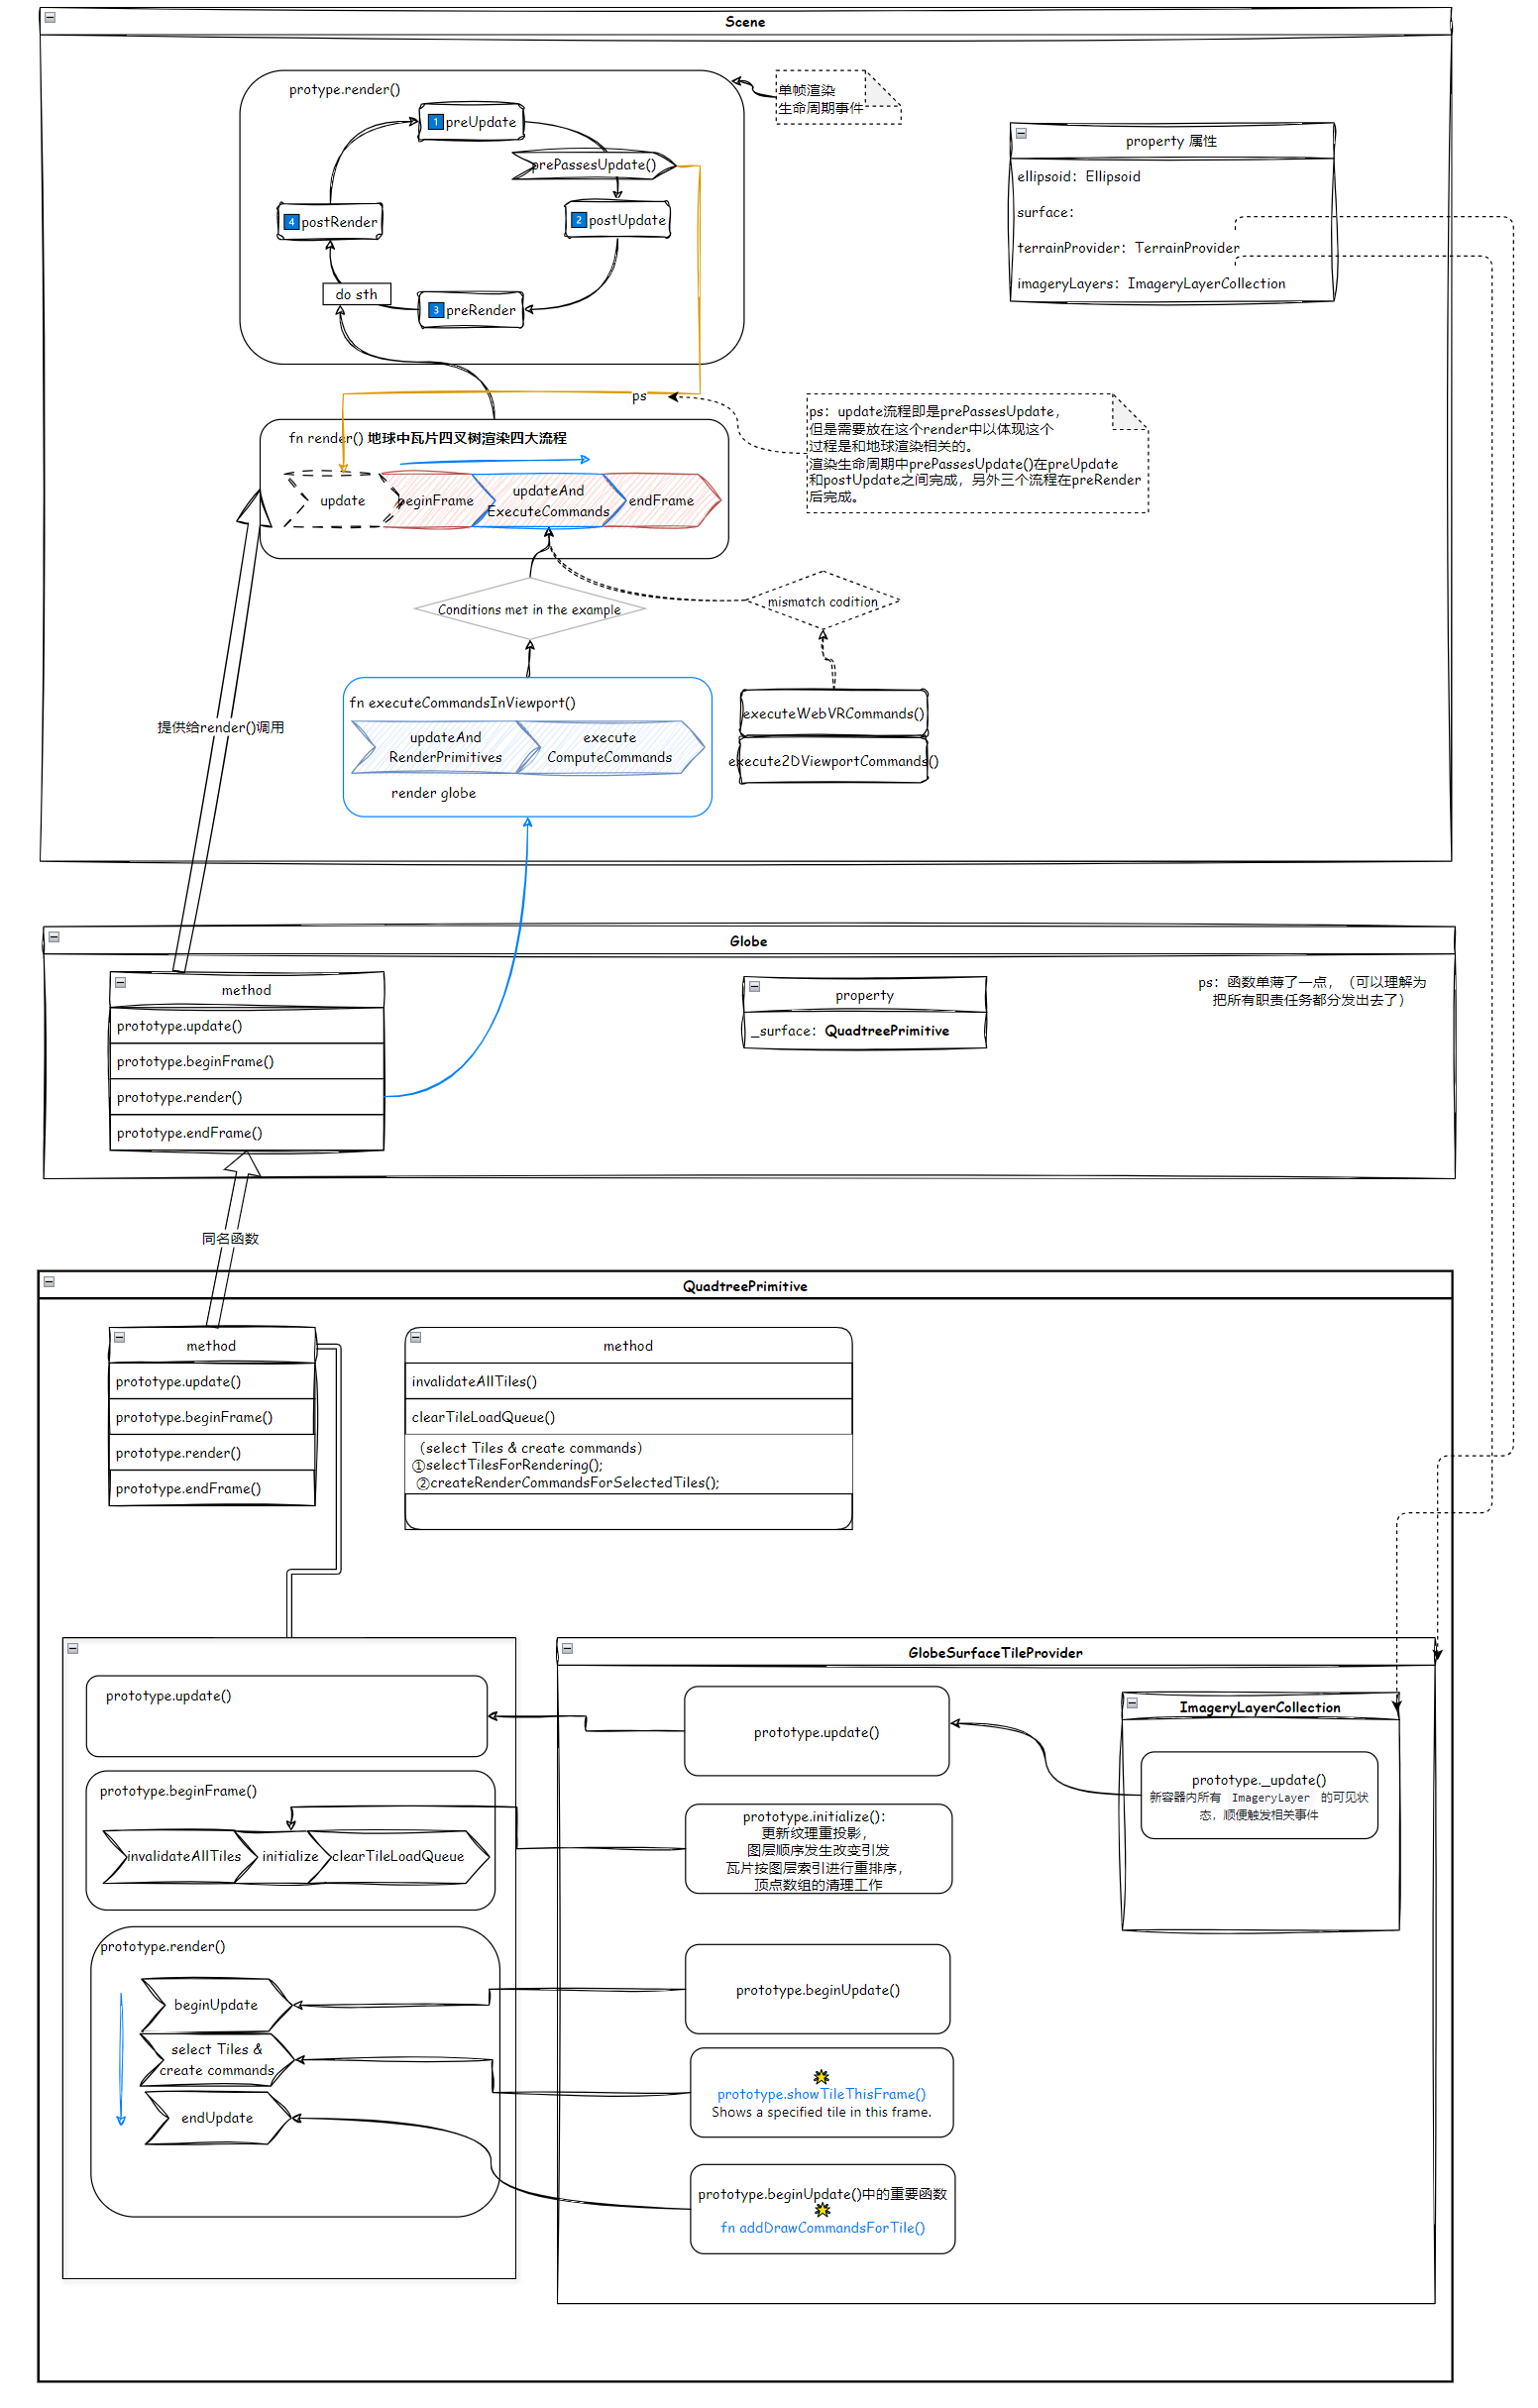 Scene
protype.render()
1 preUpdate
prePassesUpdate()
4 postRender
2 postUpdate
do sth
3 preRender
单帧渲染
生命周期事件
property 属性
ellipsoid：Ellipsoid
surface：
terrainProvider：TerrainProvider
imageryLayers：ImageryLayerCollection
ps
ps：update流程即是prePassesUpdate，
但是需要放在这个render中以体现这个
过程是和地球渲染相关的。
渲染生命周期中prePassesUpdate()在preUpdate
和postUpdate之间完成，另外三个流程在preRender
后完成。
fn render() 地球中瓦片四叉树渲染四大流程
update
beginFrame
updateAnd
ExecuteCommands
endFrame
Conditions met in the example
mismatch codition
提供给render()调用
fn executeCommandsInViewport()
updateAnd
RenderPrimitives
execute
ComputeCommands
render globe
executeWebVRCommands()
execute2DViewportCommands()
Globe
method
prototype.update()
prototype.beginFrame()
prototype.render()
prototype.endFrame()
property
_surface：QuadtreePrimitive
ps：函数单薄了一点，（可以理解为
把所有职责任务都分发出去了）
同名函数
QuadtreePrimitive
method
prototype.update()
prototype.beginFrame()
prototype.render()
prototype.endFrame()
method
invalidateAllTiles()
clearTileLoadQueue()
（select Tiles & create commands）
①selectTilesForRendering();
②createRenderCommandsForSelectedTiles();
prototype.update()
prototype.beginFrame()
invalidateAllTiles
initialize
clearTileLoadQueue
prototype.render()
beginUpdate
select Tiles &
create commands
endUpdate
GlobeSurfaceTileProvider
prototype.update()
prototype.initialize()：
更新纹理重投影，
图层顺序发生改变引发
瓦片按图层索引进行重排序，
顶点数组的清理工作
prototype.beginUpdate()
prototype.showTileThisFrame()
Shows a specified tile in this frame.
prototype.beginUpdate()中的重要函数
fn addDrawCommandsForTile()
ImageryLayerCollection
prototype._update()
新容器内所有 ImageryLayer 的可见状
态，顺便触发相关事件